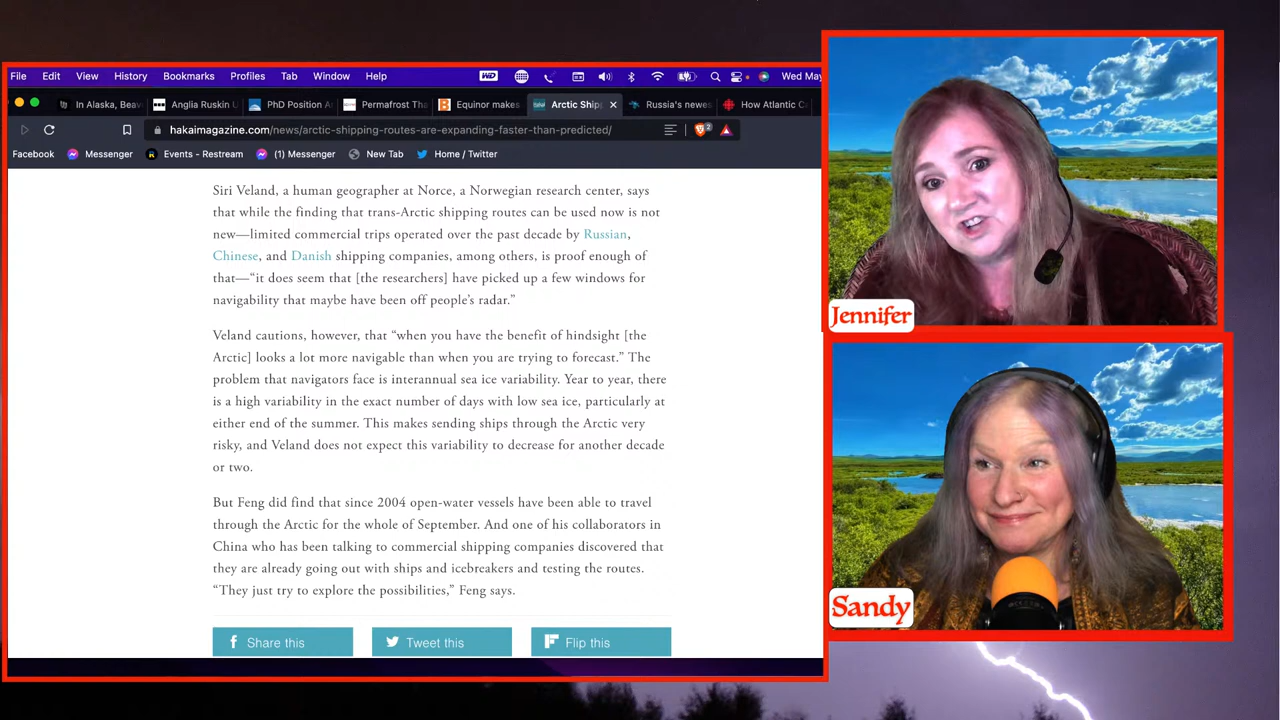 File Edit View History Bookmarks Profiles Tab Window Help WD Wed May
In Alaska, Beav Anglia Ruskin U PhD Position Ar Permafrost Tha Equinor makes Arctic Ship Russia's newes How Atlantic C
hakaimagazine.com/news/arctic-shipping-routes-are-expanding-faster-than-predicted/ 2
Facebook Messenger Events - Restream (1) Messenger New Tab Home / Twitter
Siri Veland, a human geographer at Norce, a Norwegian research center, says
that while the finding that trans-Arctic shipping routes can be used now is not
new—limited commercial trips operated over the past decade by Russian,
Chinese, and Danish shipping companies, among others, is proof enough of
that—“it does seem that [the researchers] have picked up a few windows for
navigability that maybe have been off people’s radar.”
Veland cautions, however, that “when you have the benefit of hindsight [the
Arctic] looks a lot more navigable than when you are trying to forecast.” The
problem that navigators face is interannual sea ice variability. Year to year, there
is a high variability in the exact number of days with low sea ice, particularly at
either end of the summer. This makes sending ships through the Arctic very
risky, and Veland does not expect this variability to decrease for another decade
or two.
But Feng did find that since 2004 open-water vessels have been able to travel
through the Arctic for the whole of September. And one of his collaborators in
China who has been talking to commercial shipping companies discovered that
they are already going out with ships and icebreakers and testing the routes.
“They just try to explore the possibilities,” Feng says.
Share this Tweet this Flip this
Jennifer
Sandy